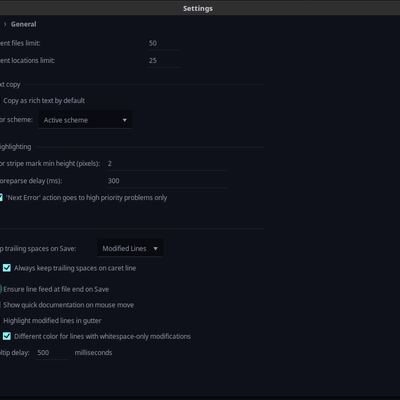 Settings
› General
ent files limit: 50
ent locations limit: 25
xt copy
Copy as rich text by default
or scheme: Active scheme
ighlighting
or stripe mark min height (pixels): 2
oreparse delay (ms): 300
'Next Error' action goes to high priority problems only
p trailing spaces on Save: Modified Lines
Always keep trailing spaces on caret line
Ensure line feed at file end on Save
Show quick documentation on mouse move
Highlight modified lines in gutter
Different color for lines with whitespace-only modifications
oltip delay: 500 milliseconds